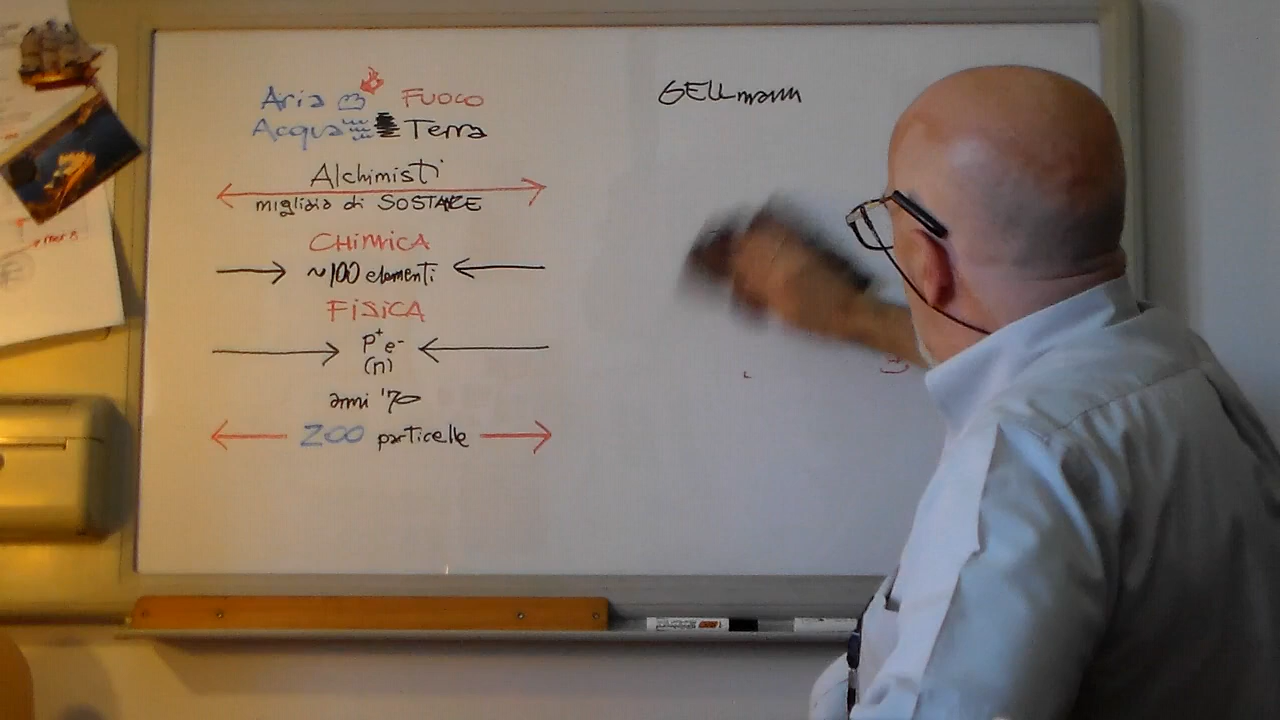 Aria FUOCO
Acqua Terra
Alchimisti
migliaia di SOSTANZE
CHIMICA
~100 elementi
FISICA
p+ e-
(n)
anni '70
ZOO particelle
GELLmann